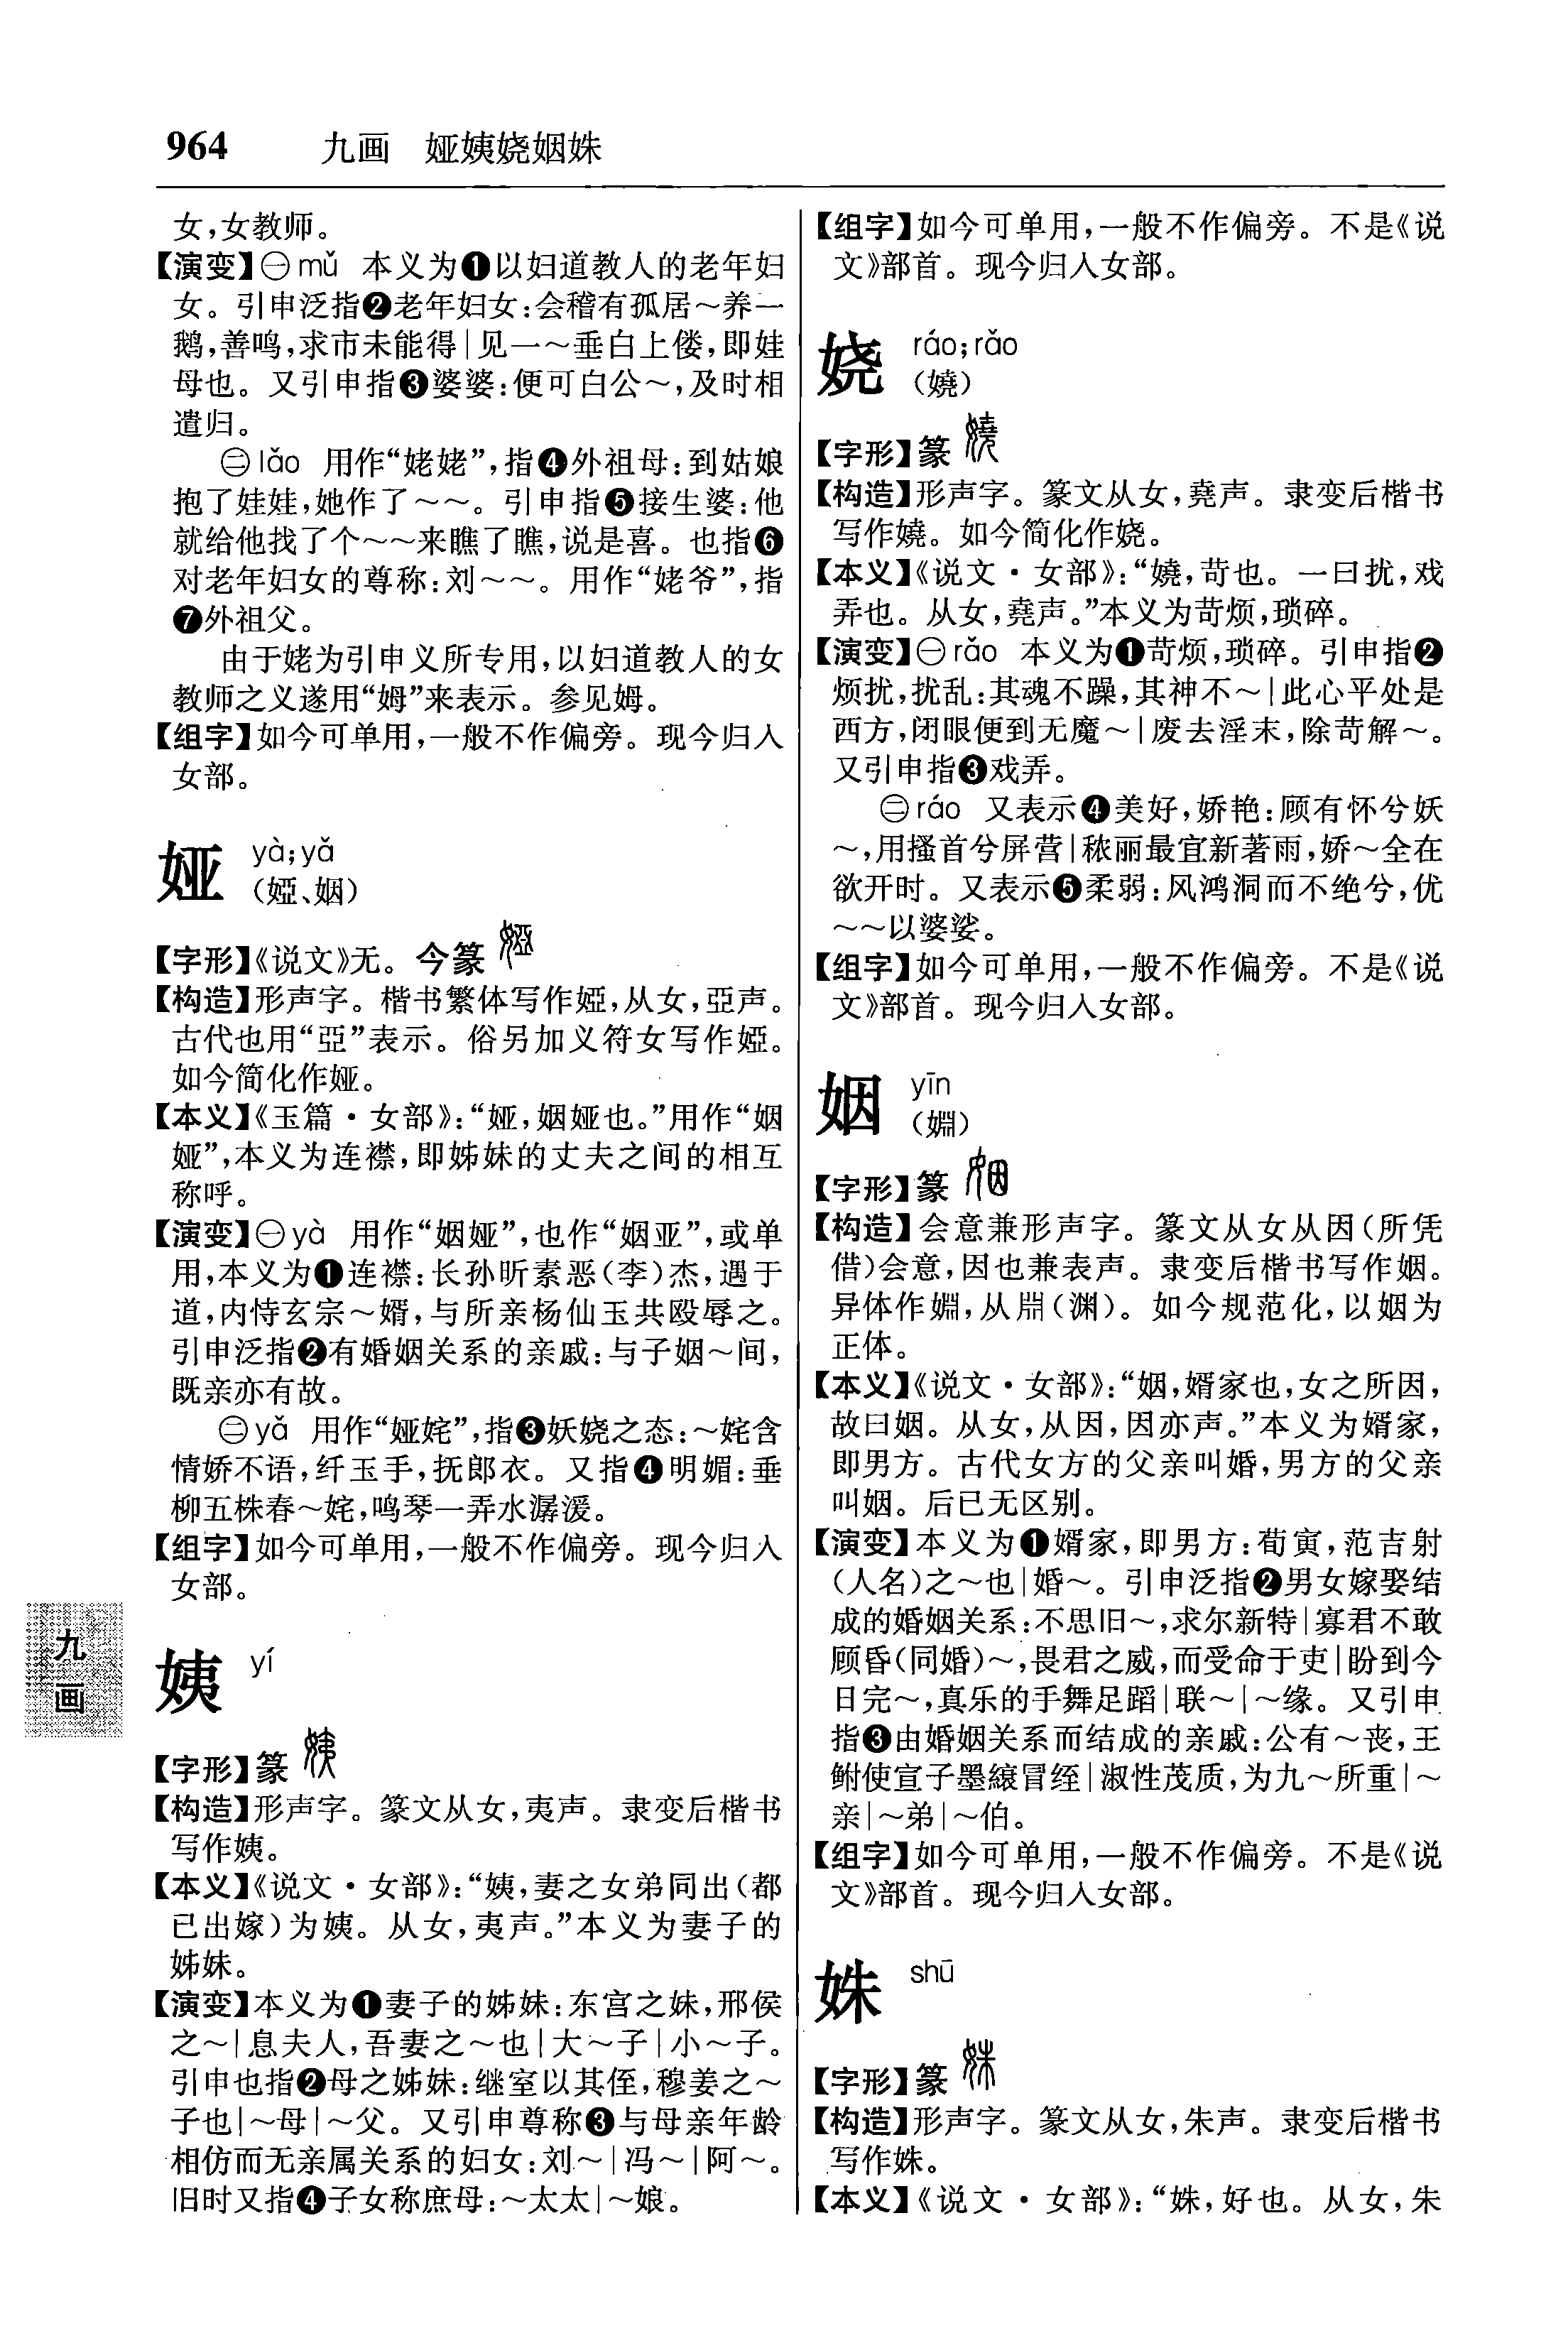 964 九画 娅姨娆姻姝
女,女教师。
【演变】㊀mǔ 本义为❶以妇道教人的老年妇
女。引申泛指❷老年妇女:会稽有孤居～养一
鹅,善鸣,求市未能得|见一～垂白上偻,即娃
母也。又引申指❸婆婆:便可白公～,及时相
遣归。
㊁lǎo 用作“姥姥”,指❹外祖母:到姑娘
抱了娃娃,她作了～～。引申指❺接生婆:他
就给他找了个～～来瞧了瞧,说是喜。也指❻
对老年妇女的尊称:刘～～。用作“姥爷”,指
❼外祖父。
由于姥为引申义所专用,以妇道教人的女
教师之义遂用“姆”来表示。参见姆。
【组字】如今可单用,一般不作偏旁。现今归入
女部。
娅 yà;yǎ
(婭、姻)
【字形】《说文》无。今篆
【构造】形声字。楷书繁体写作婭,从女,亞声。
古代也用“亞”表示。俗另加义符女写作婭。
如今简化作娅。
【本义】《玉篇·女部》:“娅,姻娅也。”用作“姻
娅”,本义为连襟,即姊妹的丈夫之间的相互
称呼。
【演变】㊀yà 用作“姻娅”,也作“姻亚”,或单
用,本义为❶连襟:长孙昕素恶(李)杰,遇于
道,内恃玄宗～婿,与所亲杨仙玉共殴辱之。
引申泛指❷有婚姻关系的亲戚:与子姻～间,
既亲亦有故。
㊁yǎ 用作“娅姹”,指❸妖娆之态:～姹含
情娇不语,纤玉手,抚郎衣。又指❹明媚:垂
柳五株春～姹,鸣琴一弄水潺湲。
【组字】如今可单用,一般不作偏旁。现今归入
女部。
姨 yí
【字形】篆
【构造】形声字。篆文从女,夷声。隶变后楷书
写作姨。
【本义】《说文·女部》:“姨,妻之女弟同出(都
已出嫁)为姨。从女,夷声。”本义为妻子的
姊妹。
【演变】本义为❶妻子的姊妹:东宫之妹,邢侯
之～|息夫人,吾妻之～也|大～子|小～子。
引申也指❷母之姊妹:继室以其侄,穆姜之～
子也|～母|～父。又引申尊称❸与母亲年龄
相仿而无亲属关系的妇女:刘～|冯～|阿～。
旧时又指❹子女称庶母:～太太|～娘。
九画
【组字】如今可单用,一般不作偏旁。不是《说
文》部首。现今归入女部。
娆 ráo;rǎo
(嬈)
【字形】篆
【构造】形声字。篆文从女,堯声。隶变后楷书
写作嬈。如今简化作娆。
【本义】《说文·女部》:“嬈,苛也。一曰扰,戏
弄也。从女,堯声。”本义为苛烦,琐碎。
【演变】㊀rǎo 本义为❶苛烦,琐碎。引申指❷
烦扰,扰乱:其魂不躁,其神不～|此心平处是
西方,闭眼便到无魔～|废去淫末,除苛解～。
又引申指❸戏弄。
㊁ráo 又表示❹美好,娇艳:顾有怀兮妖
～,用搔首兮屏营|秾丽最宜新著雨,娇～全在
欲开时。又表示❺柔弱:风鸿洞而不绝兮,优
～～以婆娑。
【组字】如今可单用,一般不作偏旁。不是《说
文》部首。现今归入女部。
姻 yīn
(婣)
【字形】篆
【构造】会意兼形声字。篆文从女从因(所凭
借)会意,因也兼表声。隶变后楷书写作姻。
异体作婣,从𣶒(渊)。如今规范化,以姻为
正体。
【本义】《说文·女部》:“姻,婿家也,女之所因,
故曰姻。从女,从因,因亦声。”本义为婿家,
即男方。古代女方的父亲叫婚,男方的父亲
叫姻。后已无区别。
【演变】本义为❶婿家,即男方:荀寅,范吉射
(人名)之～也|婚～。引申泛指❷男女嫁娶结
成的婚姻关系:不思旧～,求尔新特|寡君不敢
顾昏(同婚)～,畏君之威,而受命于吏|盼到今
日完～,真乐的手舞足蹈|联～|～缘。又引申
指❸由婚姻关系而结成的亲戚:公有～丧,王
鲋使宣子墨缞冒绖|淑性茂质,为九～所重|～
亲|～弟|～伯。
【组字】如今可单用,一般不作偏旁。不是《说
文》部首。现今归入女部。
姝 shū
【字形】篆
【构造】形声字。篆文从女,朱声。隶变后楷书
写作姝。
【本义】《说文·女部》:“姝,好也。从女,朱